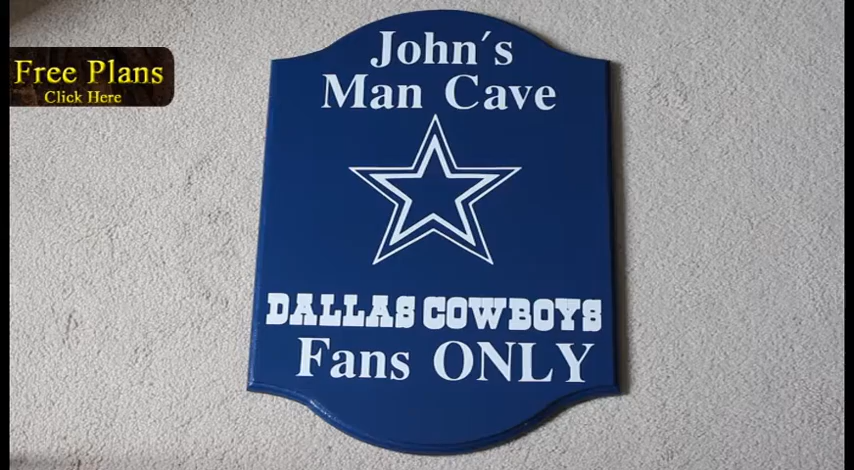 Free Plans
Click Here
John´s
Man Cave
DALLAS COWBOYS
Fans ONLY